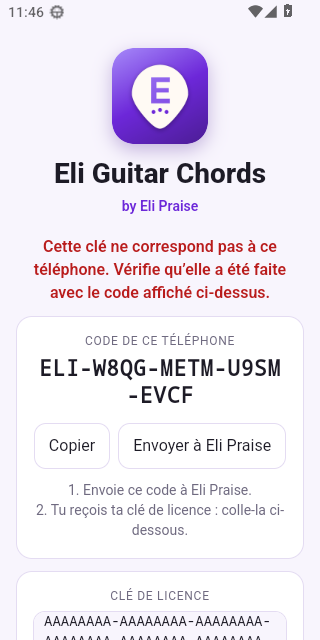 11:46
E
Eli Guitar Chords
by Eli Praise
Cette clé ne correspond pas à ce
téléphone. Vérifie qu’elle a été faite
avec le code affiché ci-dessus.
CODE DE CE TÉLÉPHONE
ELI-W8QG-METM-U9SM
-EVCF
Copier
Envoyer à Eli Praise
1. Envoie ce code à Eli Praise.
2. Tu reçois ta clé de licence : colle-la ci-
dessous.
CLÉ DE LICENCE
AAAAAAAA-AAAAAAAA-AAAAAAAA-
AAAAAAAA-AAAAAAAA-AAAAAAAA-